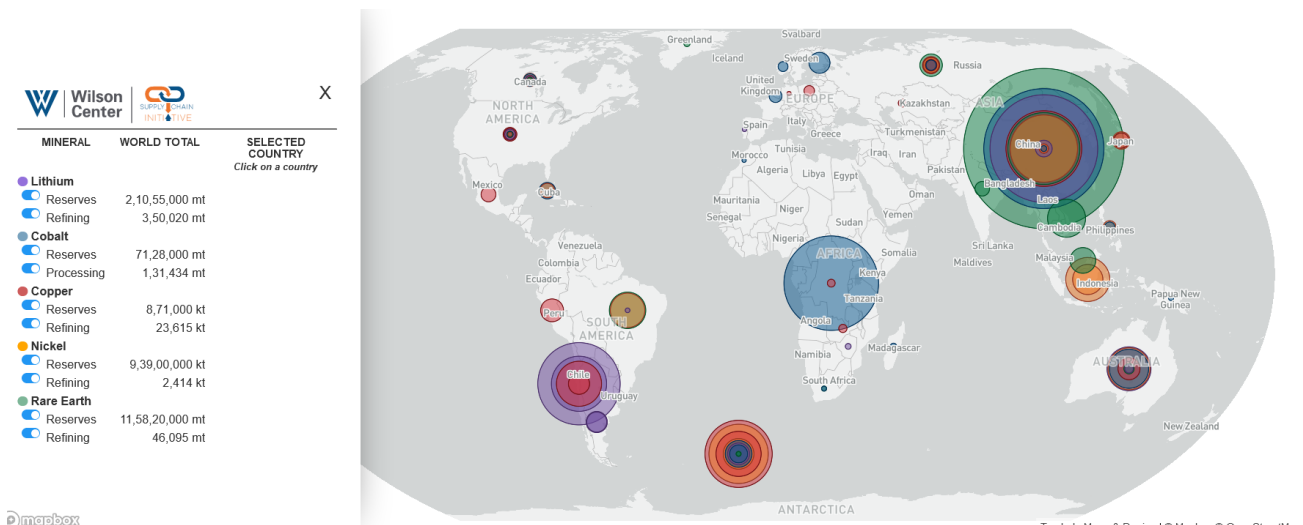 Wilson
Center
SUPPLY CHAIN
INITIATIVE
X
MINERAL WORLD TOTAL SELECTED
COUNTRY
Click on a country
Lithium
Reserves 2,10,55,000 mt
Refining 3,50,020 mt
Cobalt
Reserves 71,28,000 mt
Processing 1,31,434 mt
Copper
Reserves 8,71,000 kt
Refining 23,615 kt
Nickel
Reserves 9,39,00,000 kt
Refining 2,414 kt
Rare Earth
Reserves 11,58,20,000 mt
Refining 46,095 mt
mapbox
Svalbard
Greenland
Iceland
Sweden
Russia
Canada
United
Kingdom
NORTH
AMERICA
EUROPE
Kazakhstan
ASIA
Spain
Italy
Greece
Turkmenistan
China
Japan
Morocco
Tunisia
Iraq
Iran
Algeria
Libya
Egypt
Pakistan
Mexico
Cuba
Bangladesh
Oman
Mauritania
Niger
Laos
Senegal
Sudan
Yemen
Cambodia
Philippines
Nigeria
Venezuela
Sri Lanka
Colombia
AFRICA
Somalia
Malaysia
Maldives
Ecuador
Kenya
Indonesia
Tanzania
Papua New
Guinea
Peru
SOUTH
AMERICA
Angola
Namibia
Madagascar
AUSTRALIA
Chile
South Africa
Uruguay
New Zealand
ANTARCTICA